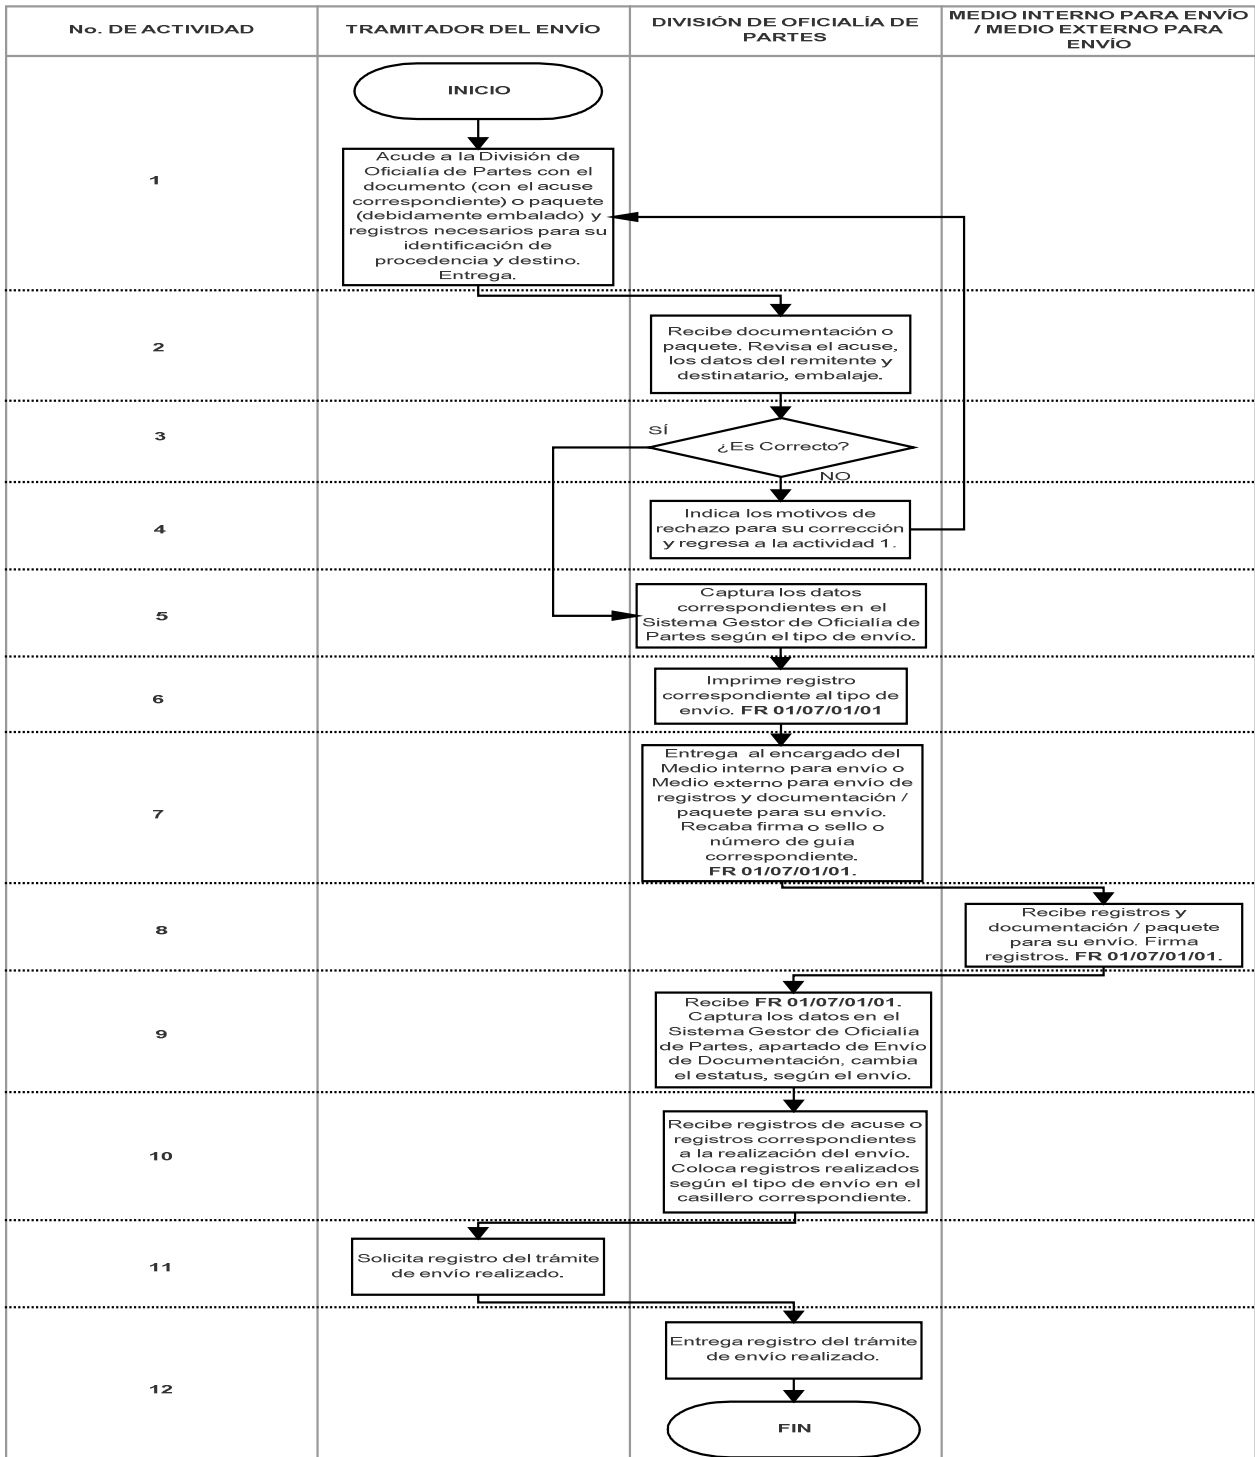 No. DE ACTIVIDAD
TRAMITADOR DEL ENVÍO
DIVISIÓN DE OFICIALÍA DE
PARTES
MEDIO INTERNO PARA ENVÍO
/ MEDIO EXTERNO PARA
ENVÍO
INICIO
1
Acude a la División de
Oficialía de Partes con el
documento (con el acuse
correspondiente) o paquete
(debidamente embalado) y
registros necesarios para su
identificación de
procedencia y destino.
Entrega.
2
Recibe documentación o
paquete. Revisa el acuse,
los datos del remitente y
destinatario, embalaje.
3
SÍ
¿Es Correcto?
NO
4
Indica los motivos de
rechazo para su corrección
y regresa a la actividad 1.
5
Captura los datos
correspondientes en el
Sistema Gestor de Oficialía de
Partes según el tipo de envío.
6
Imprime registro
correspondiente al tipo de
envío. FR 01/07/01/01
7
Entrega al encargado del
Medio interno para envío o
Medio externo para envío de
registros y documentación /
paquete para su envío.
Recaba firma o sello o
número de guía
correspondiente.
FR 01/07/01/01.
8
Recibe registros y
documentación / paquete
para su envío. Firma
registros. FR 01/07/01/01.
9
Recibe FR 01/07/01/01.
Captura los datos en el
Sistema Gestor de Oficialía
de Partes, apartado de Envío
de Documentación, cambia
el estatus, según el envío.
10
Recibe registros de acuse o
registros correspondientes
a la realización del envío.
Coloca registros realizados
según el tipo de envío en el
casillero correspondiente.
11
Solicita registro del trámite
de envío realizado.
12
Entrega registro del trámite
de envío realizado.
FIN